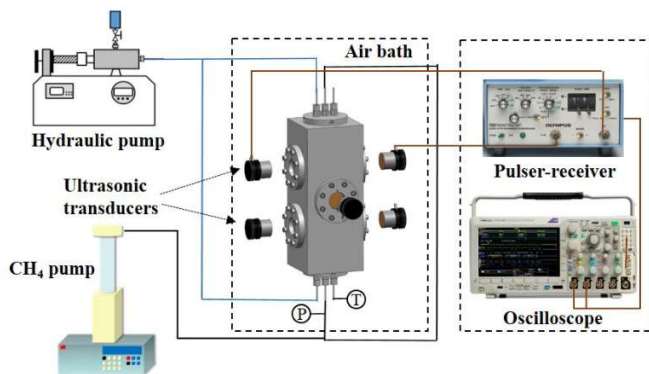 Air bath
Hydraulic pump
OLYMPUS
Pulser-receiver
Ultrasonic
transducers
CH₄ pump
P
T
Oscilloscope